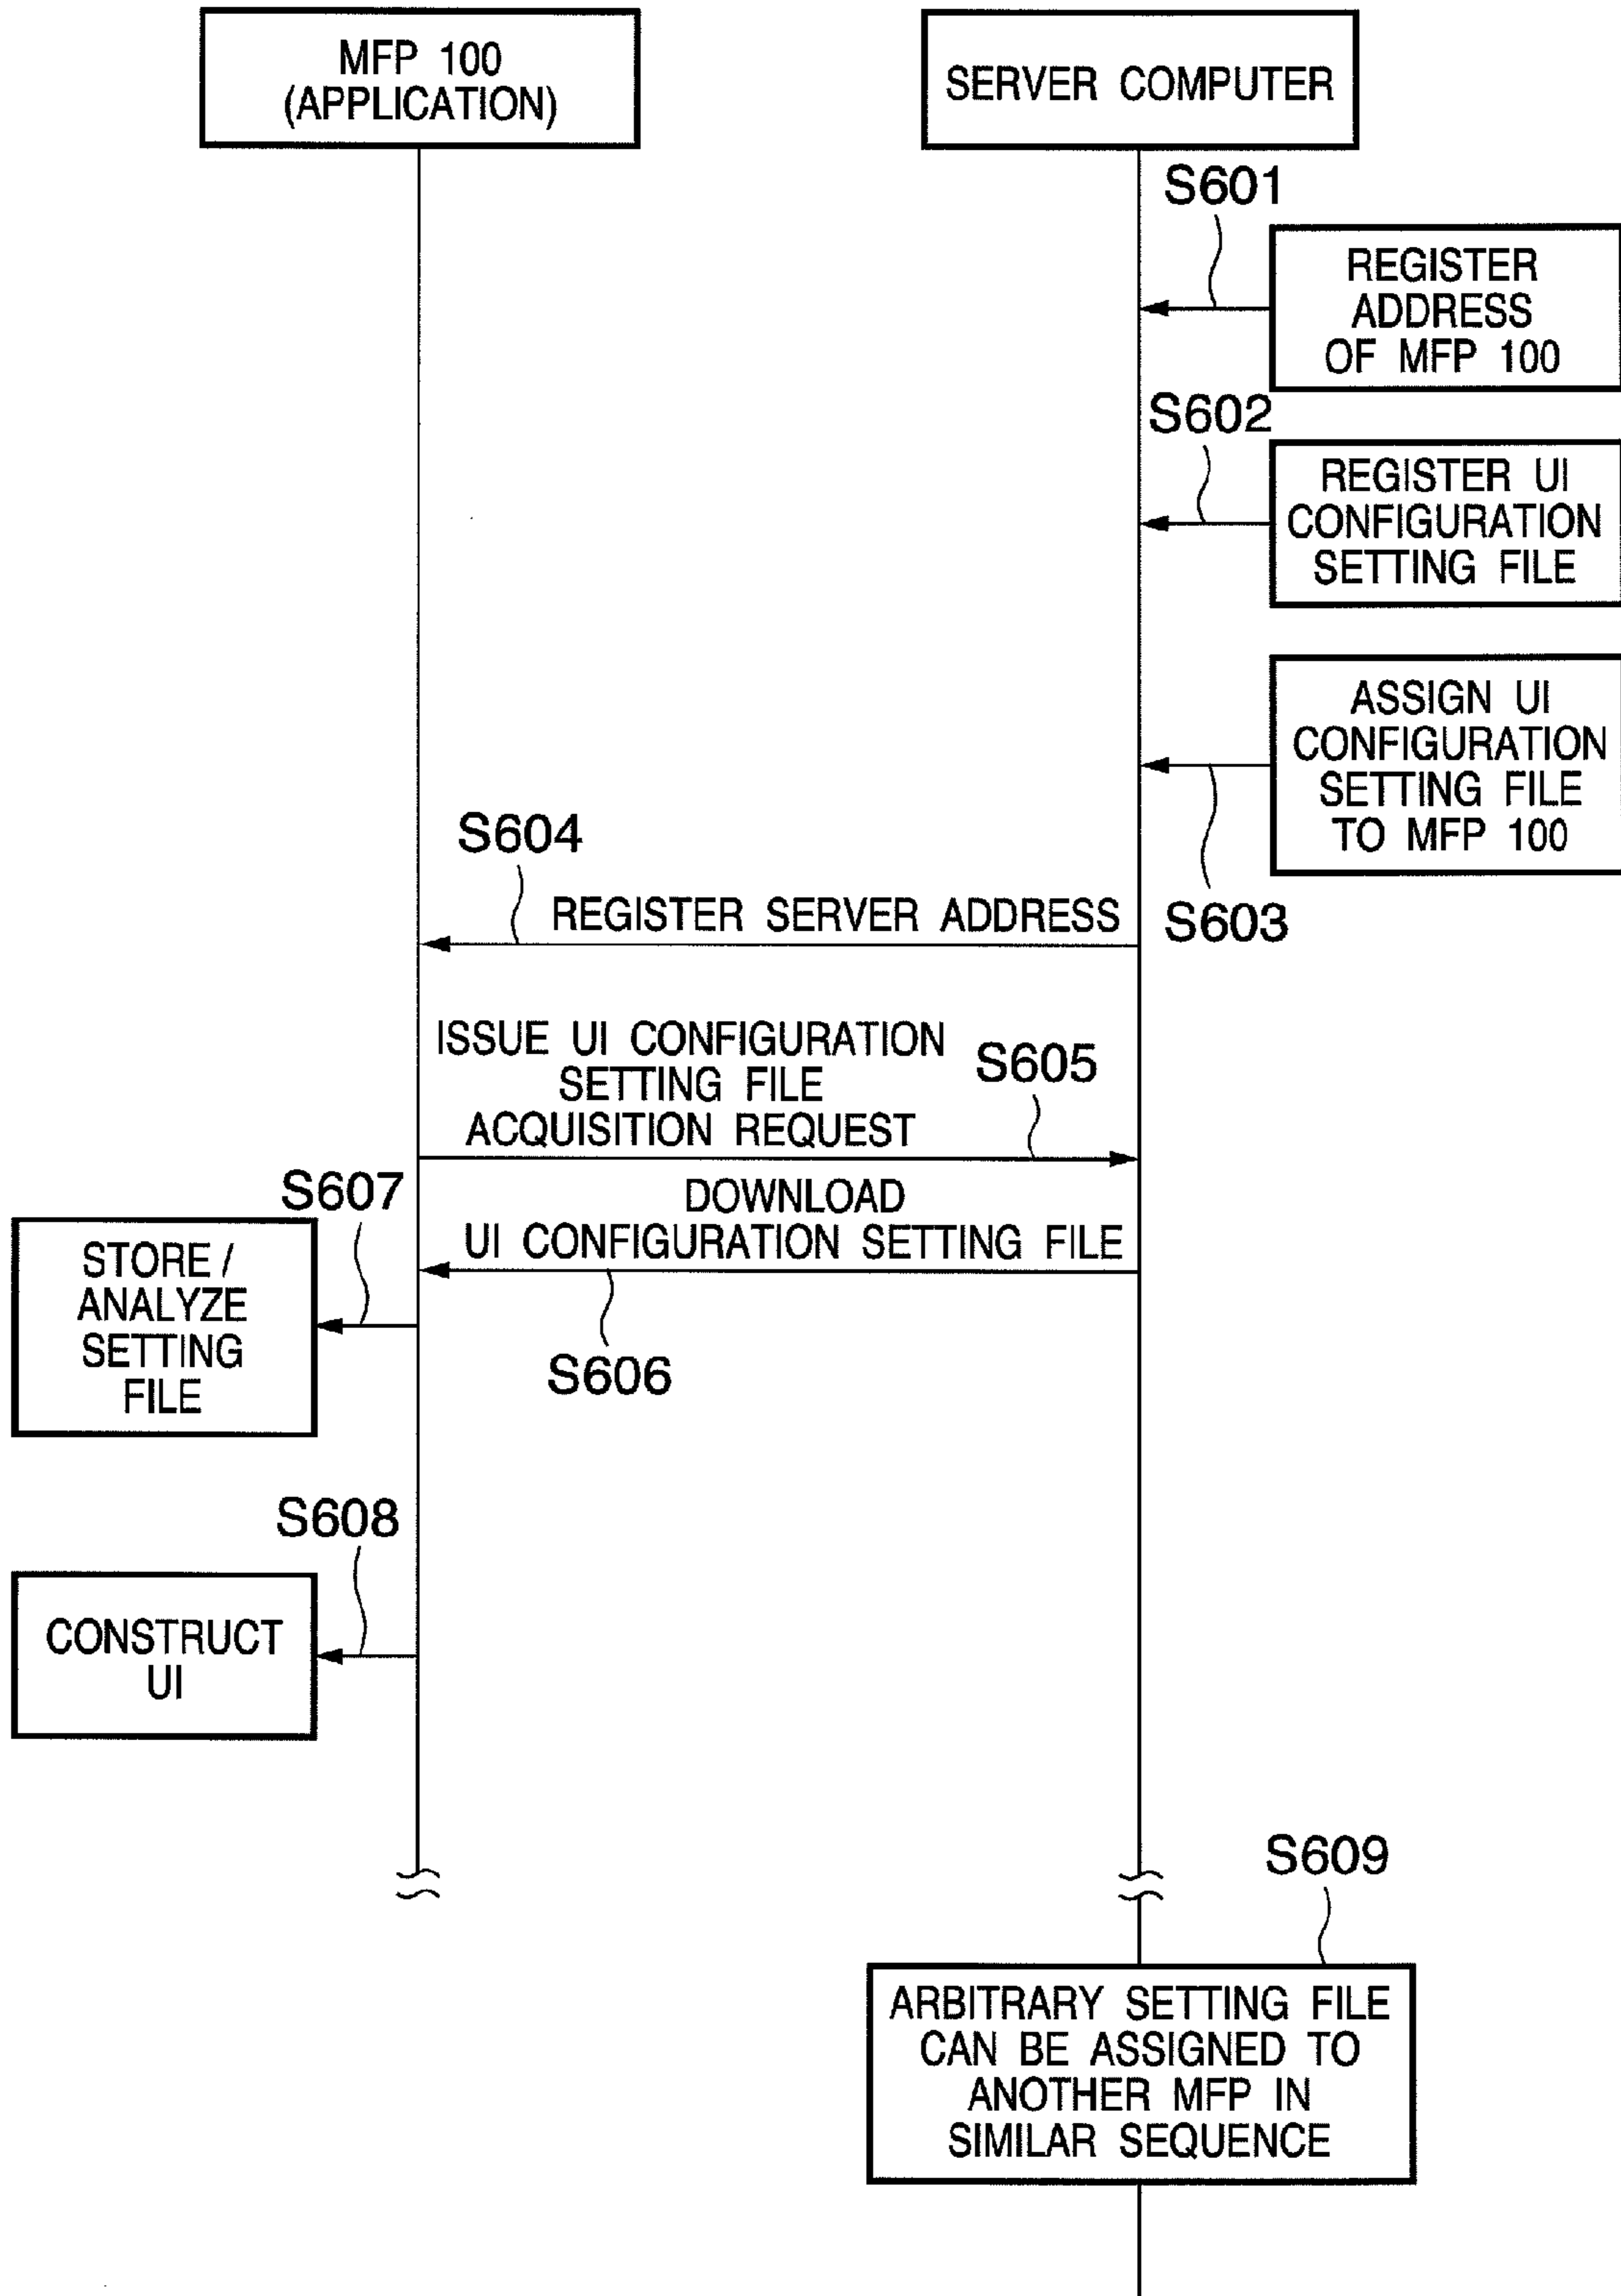 MFP 100
(APPLICATION)
SERVER COMPUTER
S601
REGISTER
ADDRESS
OF MFP 100
S602
REGISTER UI
CONFIGURATION
SETTING FILE
ASSIGN UI
CONFIGURATION
SETTING FILE
TO MFP 100
S603
S604
REGISTER SERVER ADDRESS
ISSUE UI CONFIGURATION
SETTING FILE
ACQUISITION REQUEST
S605
DOWNLOAD
UI CONFIGURATION SETTING FILE
S606
S607
STORE /
ANALYZE
SETTING
FILE
S608
CONSTRUCT
UI
S609
ARBITRARY SETTING FILE
CAN BE ASSIGNED TO
ANOTHER MFP IN
SIMILAR SEQUENCE